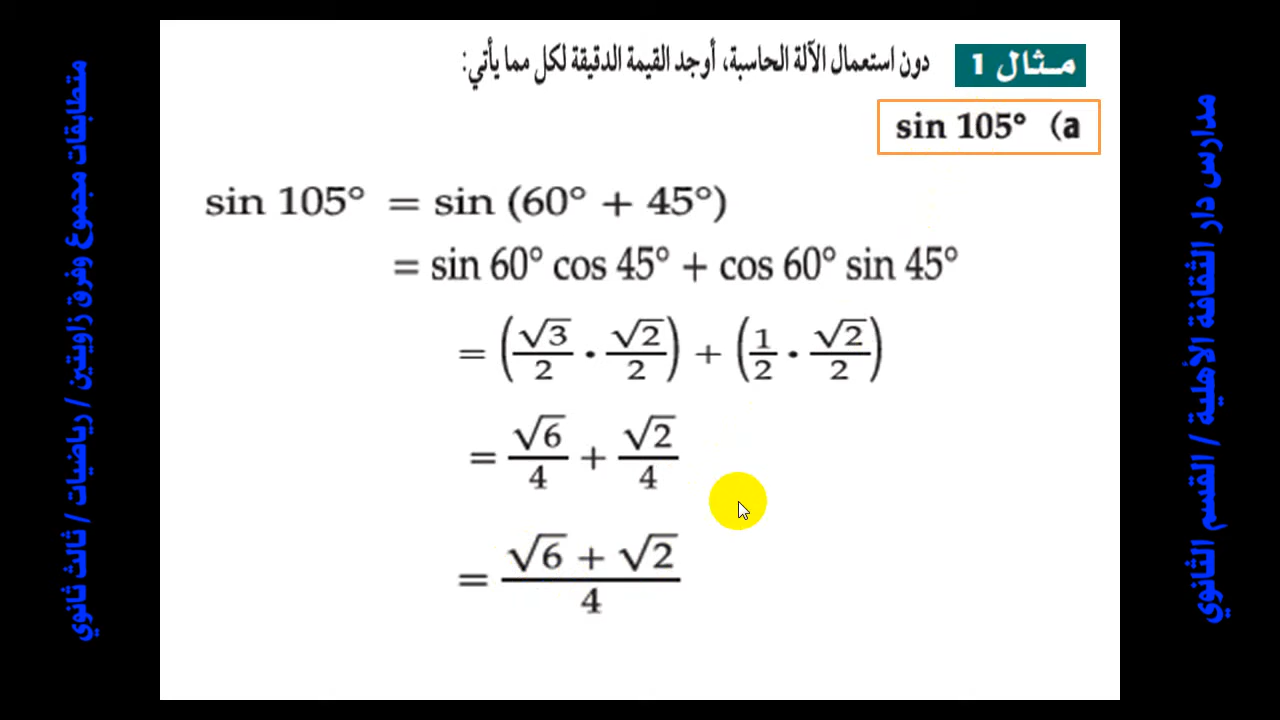 مثال 1 دون استعمال الآلة الحاسبة، أوجد القيمة الدقيقة لكل مما يأتي:
sin 105° (a
sin 105° = sin (60° + 45°)
= sin 60° cos 45° + cos 60° sin 45°
= (√3/2 · √2/2) + (1/2 · √2/2)
= √6/4 + √2/4
= (√6 + √2)/4
مدارس دار الثقافة الأهلية / القسم الثانوي
متطابقات مجموع وفرق زاويتين / رياضيات / ثالث ثانوي